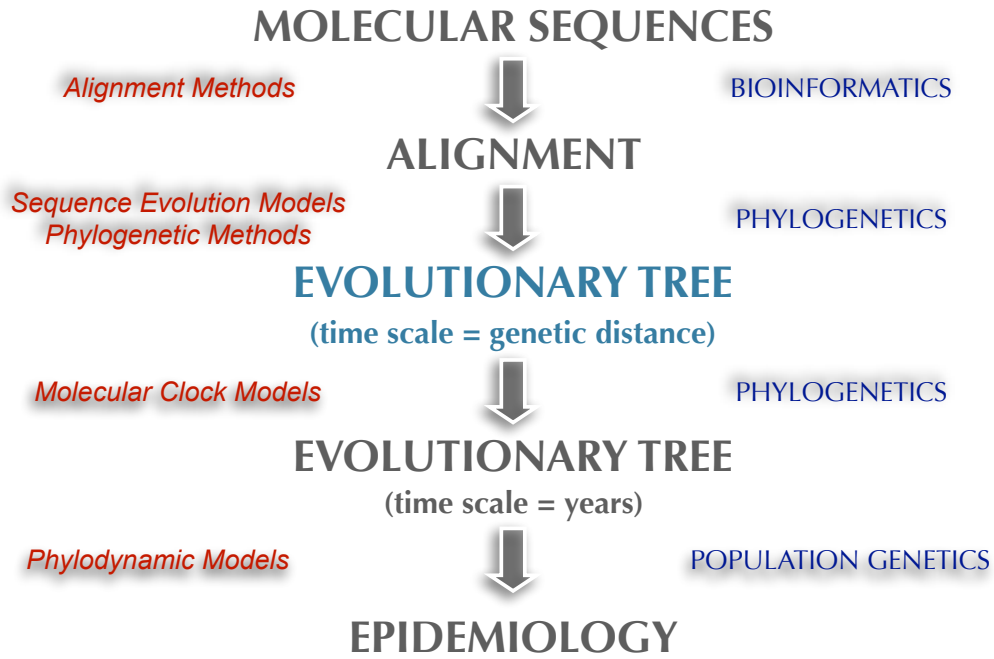 MOLECULAR SEQUENCES
Alignment Methods
BIOINFORMATICS
ALIGNMENT
Sequence Evolution Models
Phylogenetic Methods
PHYLOGENETICS
EVOLUTIONARY TREE
(time scale = genetic distance)
Molecular Clock Models
PHYLOGENETICS
EVOLUTIONARY TREE
(time scale = years)
Phylodynamic Models
POPULATION GENETICS
EPIDEMIOLOGY